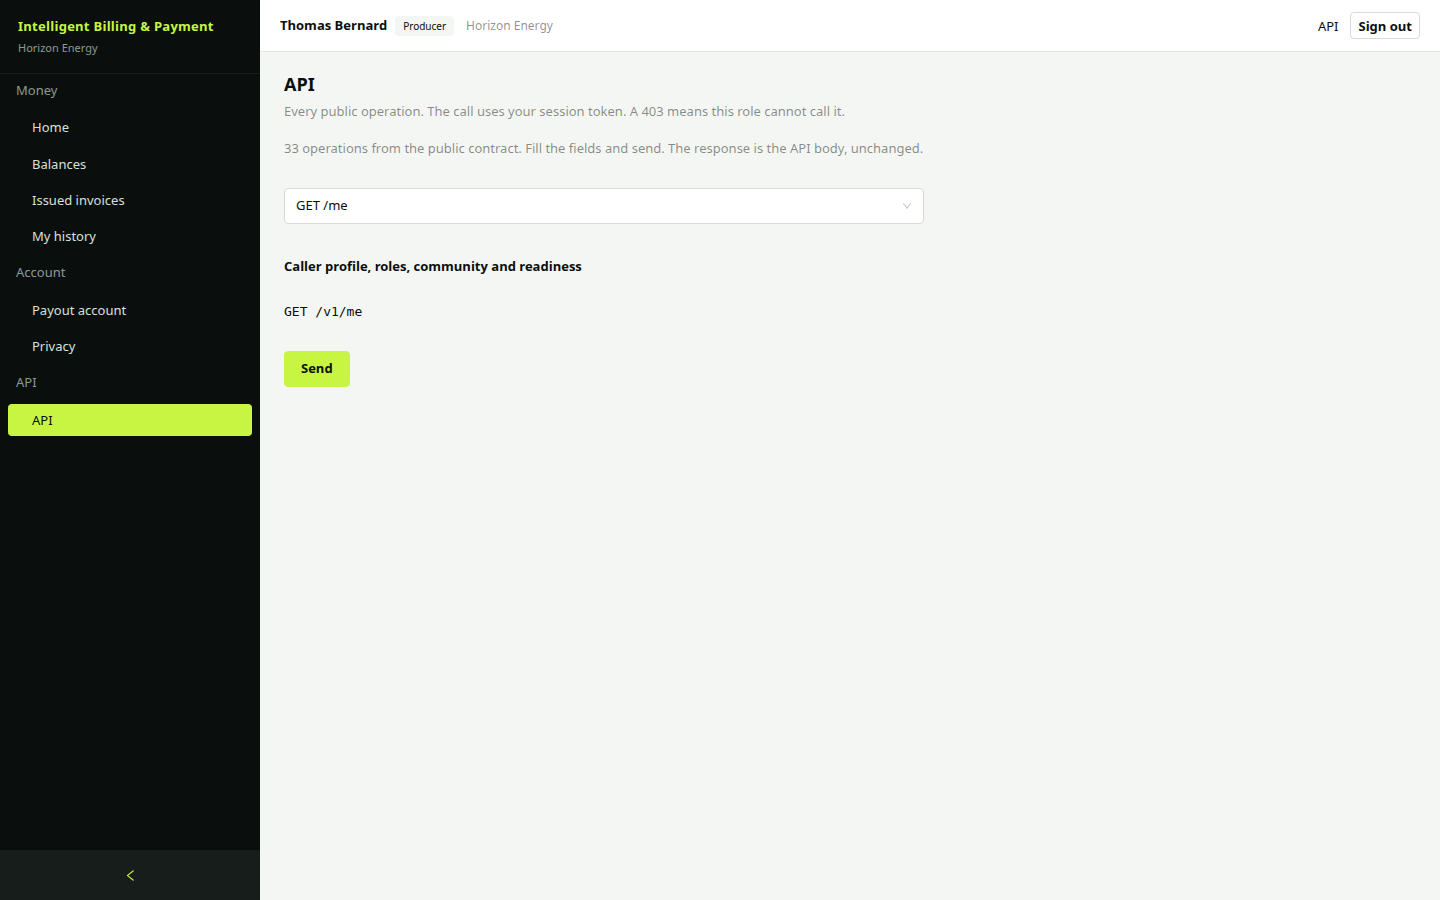 Intelligent Billing & Payment
Horizon Energy
Money
Home
Balances
Issued invoices
My history
Account
Payout account
Privacy
API
API
Thomas Bernard
Producer
Horizon Energy
API
Sign out
API
Every public operation. The call uses your session token. A 403 means this role cannot call it.
33 operations from the public contract. Fill the fields and send. The response is the API body, unchanged.
GET /me
Caller profile, roles, community and readiness
GET /v1/me
Send